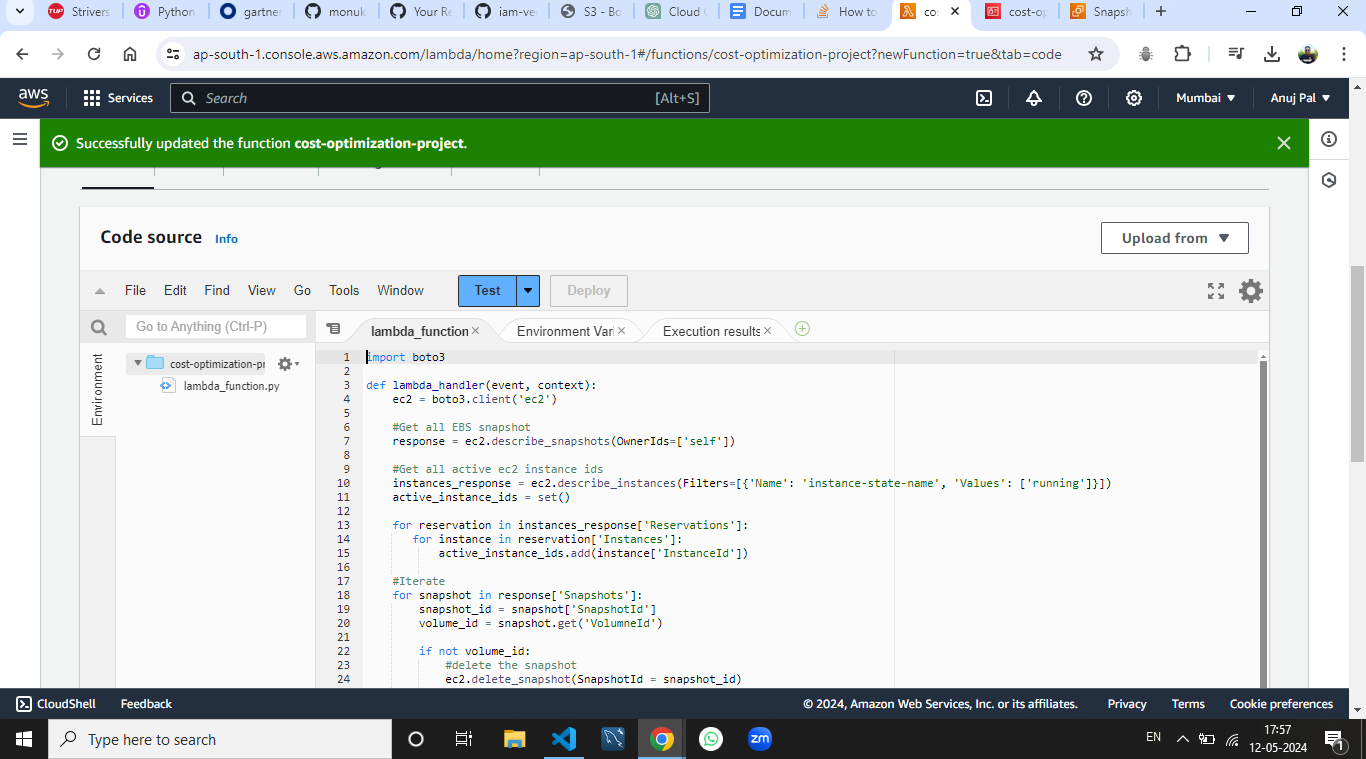 Strivers
Python
gartne
monuk
Your Re
iam-ve
S3 - Bo
Cloud
Docum
How to
co
cost-op
Snapsh
ap-south-1.console.aws.amazon.com/lambda/home?region=ap-south-1#/functions/cost-optimization-project?newFunction=true&tab=code
aws Services Search [Alt+S] Mumbai Anuj Pal
Successfully updated the function cost-optimization-project.
Code source Info
Upload from
File Edit Find View Go Tools Window Test Deploy
Go to Anything (Ctrl-P)
lambda_function Environment Vari Execution results
Environment
cost-optimization-pr
lambda_function.py
1 import boto3
2
3 def lambda_handler(event, context):
4 ec2 = boto3.client('ec2')
5
6 #Get all EBS snapshot
7 response = ec2.describe_snapshots(OwnerIds=['self'])
8
9 #Get all active ec2 instance ids
10 instances_response = ec2.describe_instances(Filters=[{'Name': 'instance-state-name', 'Values': ['running']}])
11 active_instance_ids = set()
12
13 for reservation in instances_response['Reservations']:
14 for instance in reservation['Instances']:
15 active_instance_ids.add(instance['InstanceId'])
16
17 #Iterate
18 for snapshot in response['Snapshots']:
19 snapshot_id = snapshot['SnapshotId']
20 volume_id = snapshot.get('VolumneId')
21
22 if not volume_id:
23 #delete the snapshot
24 ec2.delete_snapshot(SnapshotId = snapshot_id)
CloudShell Feedback © 2024, Amazon Web Services, Inc. or its affiliates. Privacy Terms Cookie preferences
Type here to search
zm
EN
17:57
12-05-2024
1